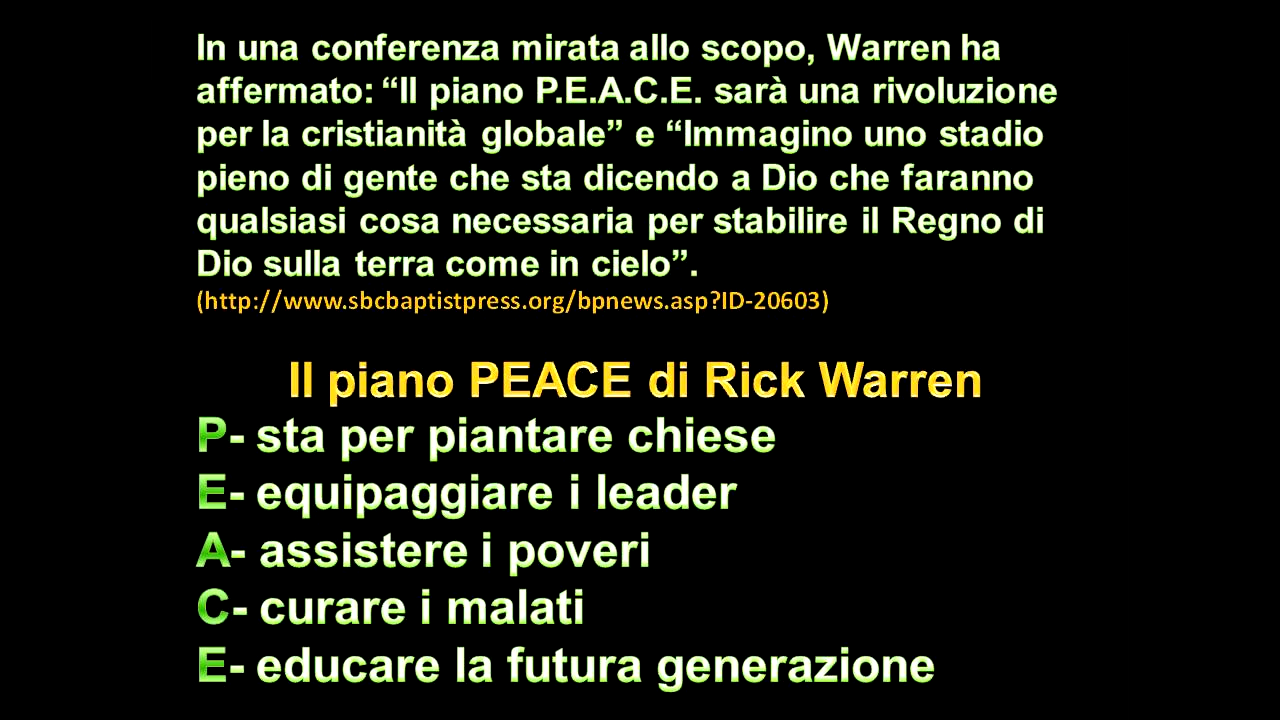 In una conferenza mirata allo scopo, Warren ha
affermato: “Il piano P.E.A.C.E. sarà una rivoluzione
per la cristianità globale” e “Immagino uno stadio
pieno di gente che sta dicendo a Dio che faranno
qualsiasi cosa necessaria per stabilire il Regno di
Dio sulla terra come in cielo”.
(http://www.sbcbaptistpress.org/bpnews.asp?ID-20603)
Il piano PEACE di Rick Warren
P- sta per piantare chiese
E- equipaggiare i leader
A- assistere i poveri
C- curare i malati
E- educare la futura generazione